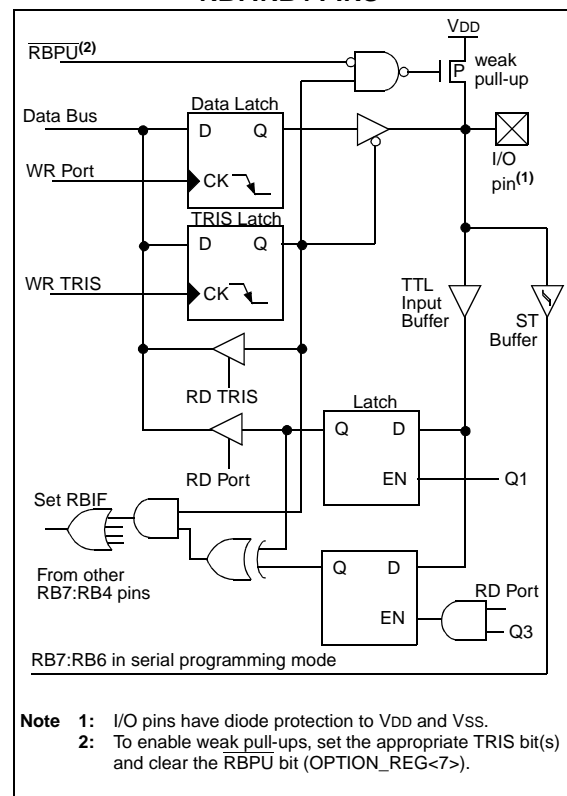 RBPU(2)
VDD
P
weak
pull-up
Data Latch
Data Bus
D Q
I/O
pin(1)
WR Port
CK
TRIS Latch
D Q
WR TRIS
CK
TTL
Input
Buffer
ST
Buffer
RD TRIS
Latch
Q D
RD Port
EN
Q1
Set RBIF
From other
RB7:RB4 pins
Q D
RD Port
EN
Q3
RB7:RB6 in serial programming mode
Note 1: I/O pins have diode protection to VDD and VSS.
2: To enable weak pull-ups, set the appropriate TRIS bit(s)
and clear the RBPU bit (OPTION_REG<7>).